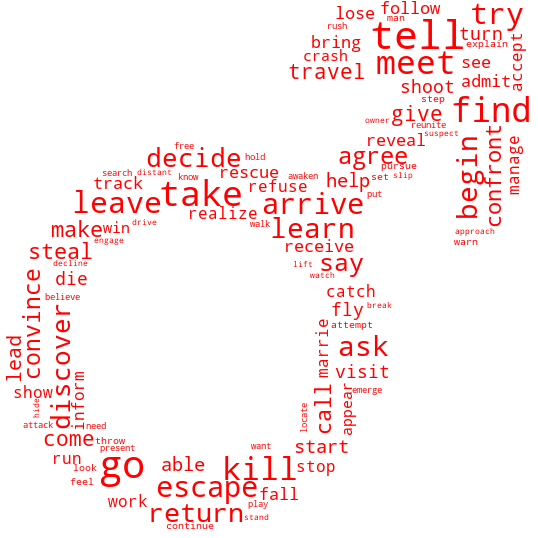 lose
man
follow
try
rush
tell
bring
turn
explain
crash
travel
meet
see
accept
shoot
admit
step
give
find
owner
reunite
suspect
reveal
free
decide
hold
agree
pursue
begin
confront
manage
search
distant
know
rescue
awaken
help
set
slip
track
refuse
put
leave
take
realize
arrive
make
win
drive
walk
learn
approach
warn
engage
receive
steal
decline
lift
say
watch
die
believe
catch
convince
discover
fly
break
attempt
lead
marrie
ask
visit
show
inform
hide
emerge
attack
need
call
appear
locate
come
throw
present
want
start
run
look
go
able
kill
stop
feel
escape
fall
work
return
play
stand
continue